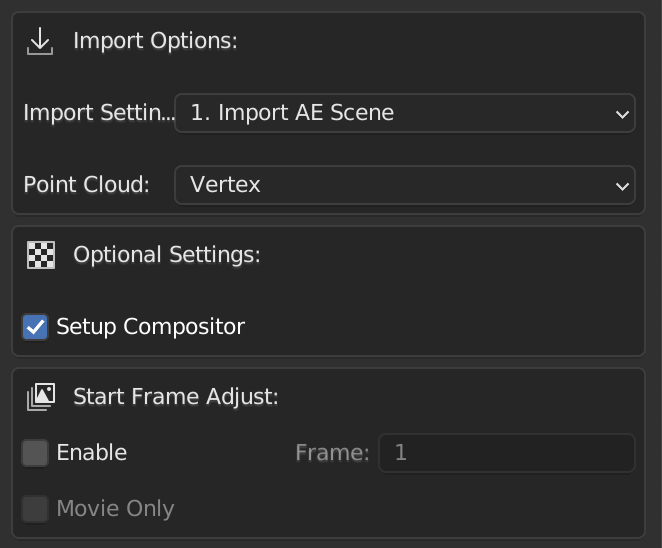 Import Options:
Import Settin... 1. Import AE Scene
Point Cloud: Vertex
Optional Settings:
Setup Compositor
Start Frame Adjust:
Enable Frame: 1
Movie Only